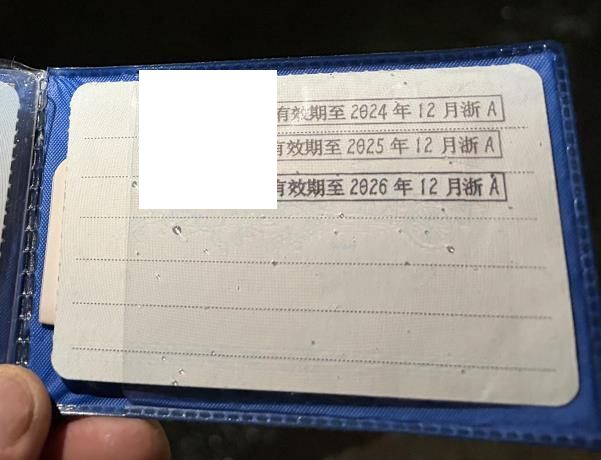 有效期至 2024 年 12 月浙 A
有效期至 2025 年 12 月浙 A
有效期至 2026 年 12 月浙 A